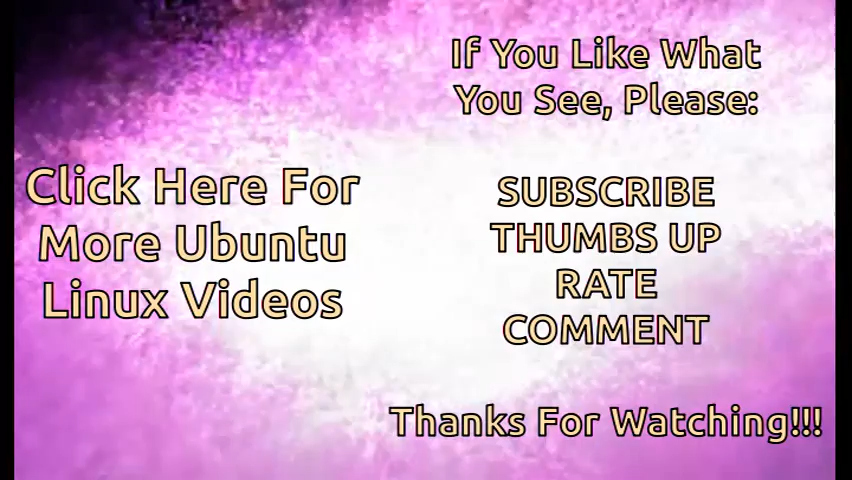 Click Here For
More Ubuntu
Linux Videos
If You Like What
You See, Please:
SUBSCRIBE
THUMBS UP
RATE
COMMENT
Thanks For Watching!!!